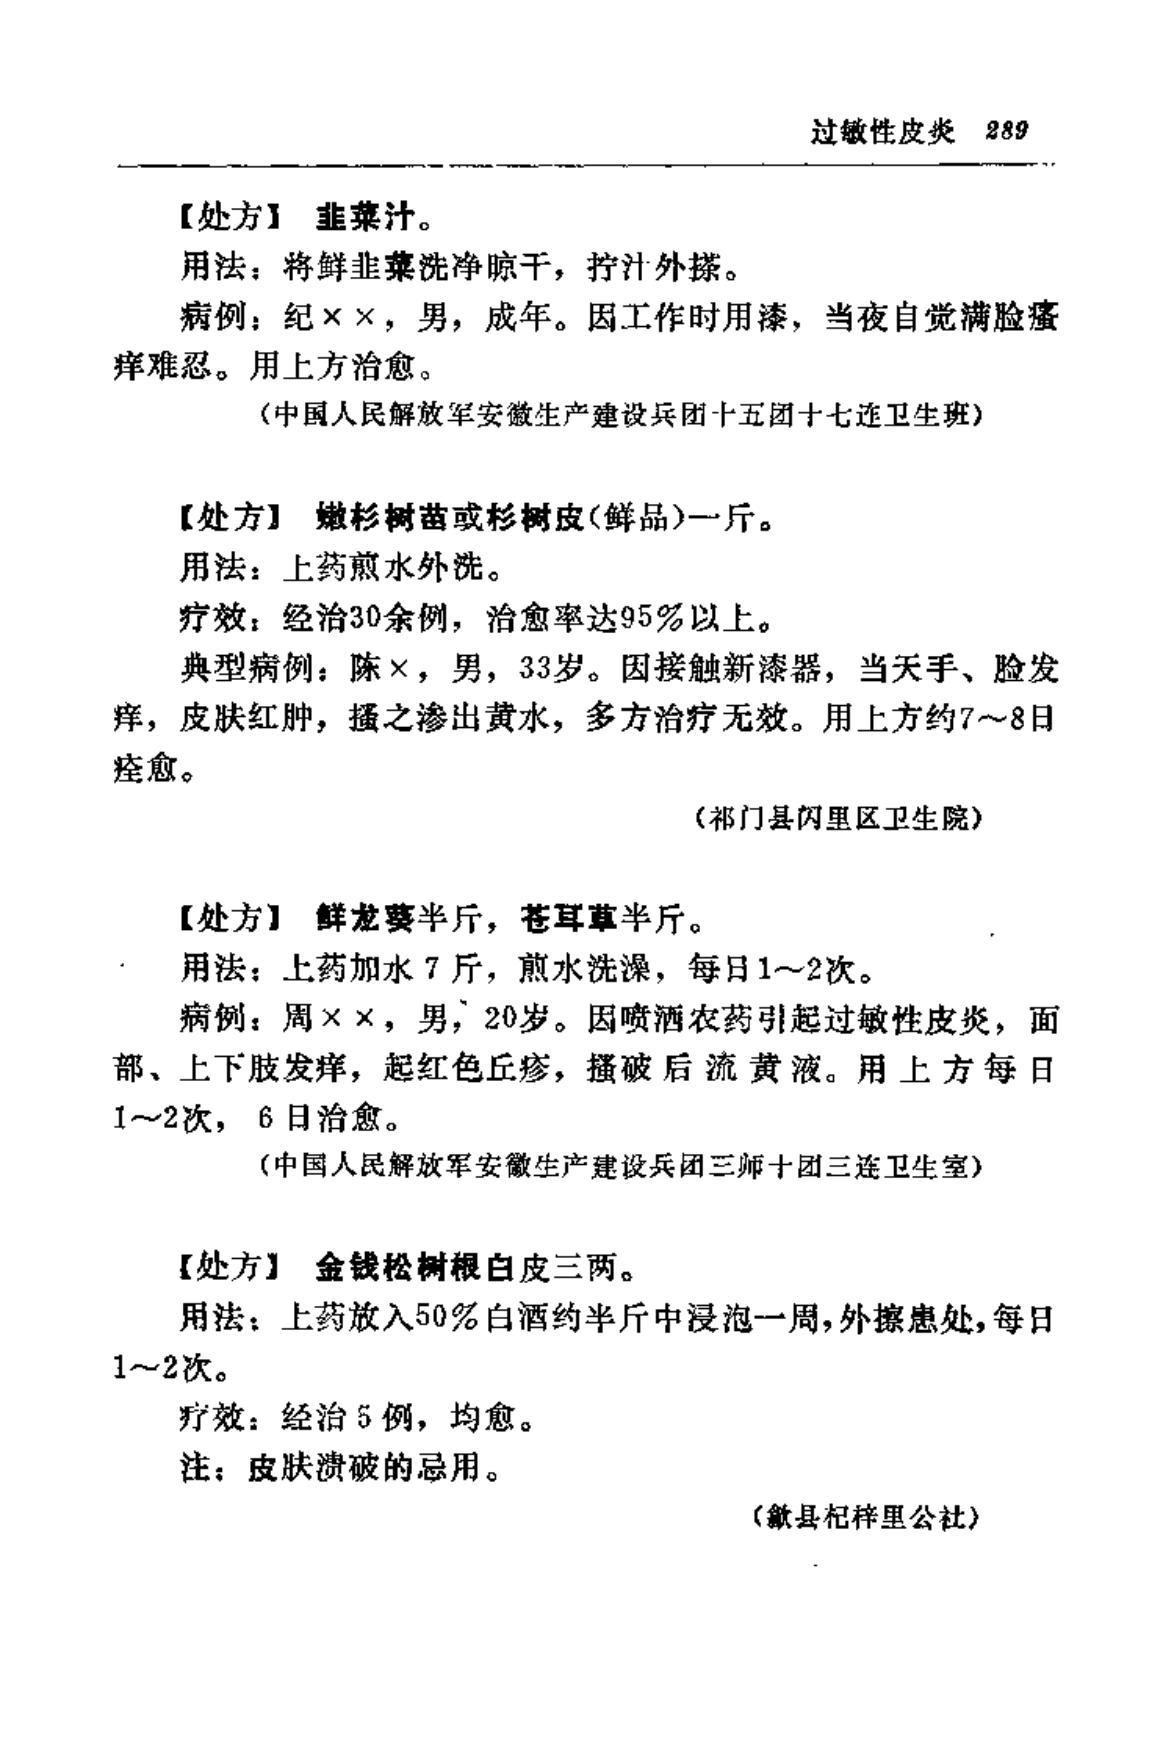 过敏性皮炎 289
【处方】 韭菜汁。
用法：将鲜韭菜洗净晾干，拧汁外搽。
病例：纪××，男，成年。因工作时用漆，当夜自觉满脸瘙
痒难忍。用上方治愈。
（中国人民解放军安徽生产建设兵团十五团十七连卫生班）
【处方】 嫩杉树苗或杉树皮（鲜品）一斤。
用法：上药煎水外洗。
疗效：经治30余例，治愈率达95％以上。
典型病例：陈×，男，33岁。因接触新漆器，当天手、脸发
痒，皮肤红肿，搔之渗出黄水，多方治疗无效。用上方约7～8日
痊愈。
（祁门县闪里区卫生院）
【处方】 鲜龙葵半斤，苍耳草半斤。
用法：上药加水7斤，煎水洗澡，每日1～2次。
病例：周××，男，20岁。因喷洒农药引起过敏性皮炎，面
部、上下肢发痒，起红色丘疹，搔破后流黄液。用上方每日
1～2次，6日治愈。
（中国人民解放军安徽生产建设兵团三师十团三连卫生室）
【处方】 金钱松树根白皮三两。
用法：上药放入50％白酒约半斤中浸泡一周，外擦患处，每日
1～2次。
疗效：经治5例，均愈。
注：皮肤溃破的忌用。
（歙县杞梓里公社）